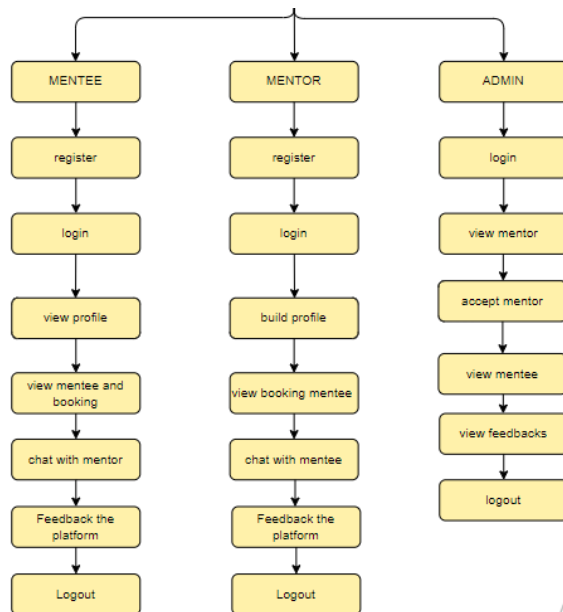 MENTEE
register
login
view profile
view mentee and
booking
chat with mentor
Feedback the
platform
Logout
MENTOR
register
login
build profile
view booking mentee
chat with mentee
Feedback the
platform
Logout
ADMIN
login
view mentor
accept mentor
view mentee
view feedbacks
logout